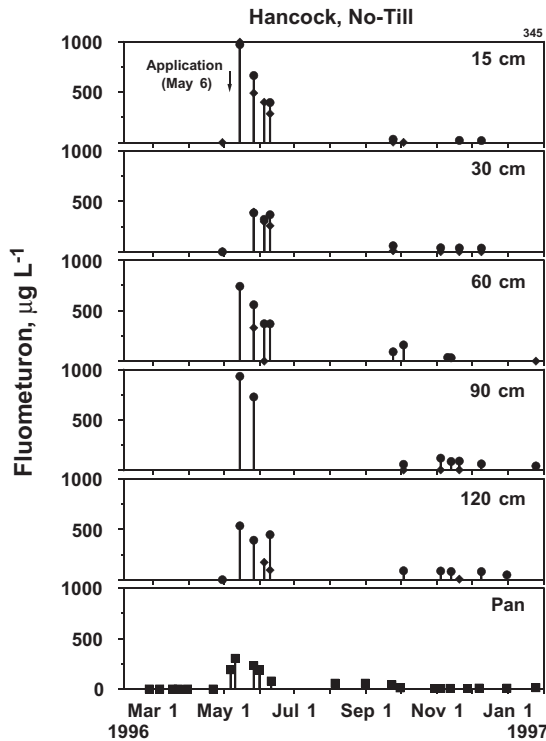 Hancock, No-Till
345
1000
15 cm
Application
(May 6)
500
1000
30 cm
500
1000
60 cm
500
Fluometuron, µg L-1
1000
90 cm
500
1000
120 cm
500
1000
Pan
500
0
Mar 1 May 1 Jul 1 Sep 1 Nov 1 Jan 1
1996 1997